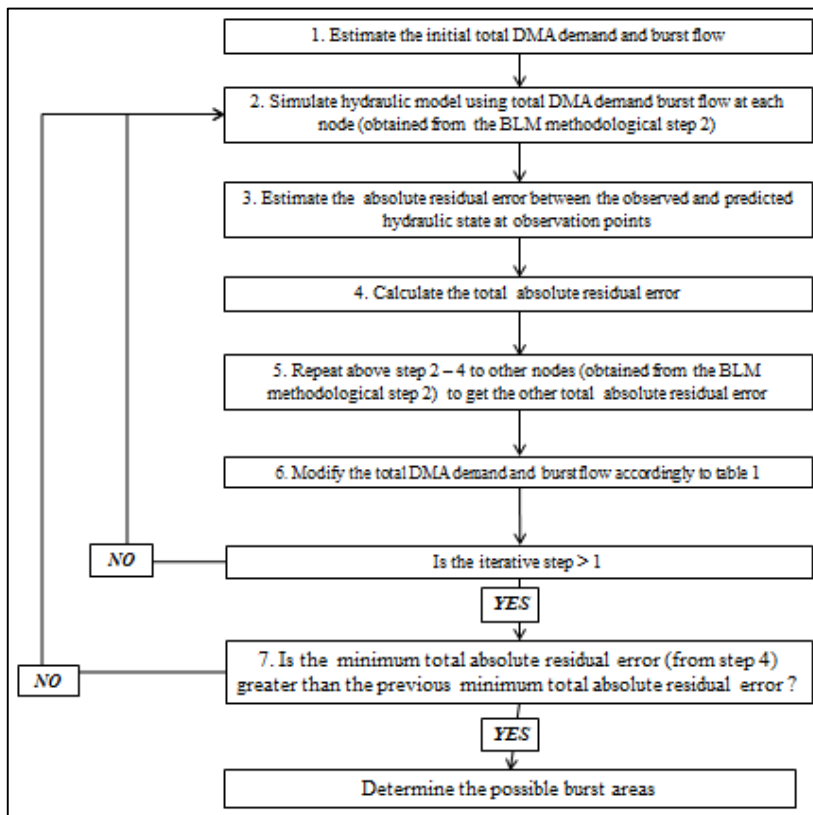 1. Estimate the initial total DMA demand and burst flow
2. Simulate hydraulic model using total DMA demand burst flow at each
node (obtained from the BLM methodological step 2)
3. Estimate the absolute residual error between the observed and predicted
hydraulic state at observation points
4. Calculate the total absolute residual error
5. Repeat above step 2 – 4 to other nodes (obtained from the BLM
methodological step 2) to get the other total absolute residual error
6. Modify the total DMA demand and burst flow accordingly to table 1
NO
Is the iterative step > 1
YES
NO
7. Is the minimum total absolute residual error (from step 4)
greater than the previous minimum total absolute residual error ?
YES
Determine the possible burst areas